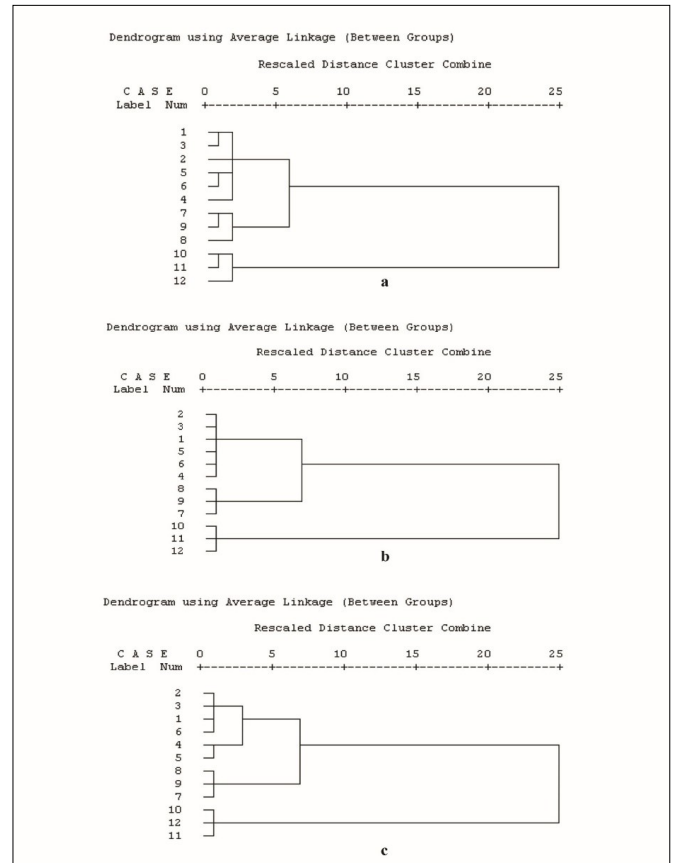 Dendrogram using Average Linkage (Between Groups)
Rescaled Distance Cluster Combine
C A S E 0 5 10 15 20 25
Label Num +---------+---------+---------+---------+---------+
1
3
2
5
6
4
7
9
8
10
11
12
a
Dendrogram using Average Linkage (Between Groups)
Rescaled Distance Cluster Combine
C A S E 0 5 10 15 20 25
Label Num +---------+---------+---------+---------+---------+
2
3
1
5
6
4
8
9
7
10
11
12
b
Dendrogram using Average Linkage (Between Groups)
Rescaled Distance Cluster Combine
C A S E 0 5 10 15 20 25
Label Num +---------+---------+---------+---------+---------+
2
3
1
6
4
5
8
9
7
10
12
11
c